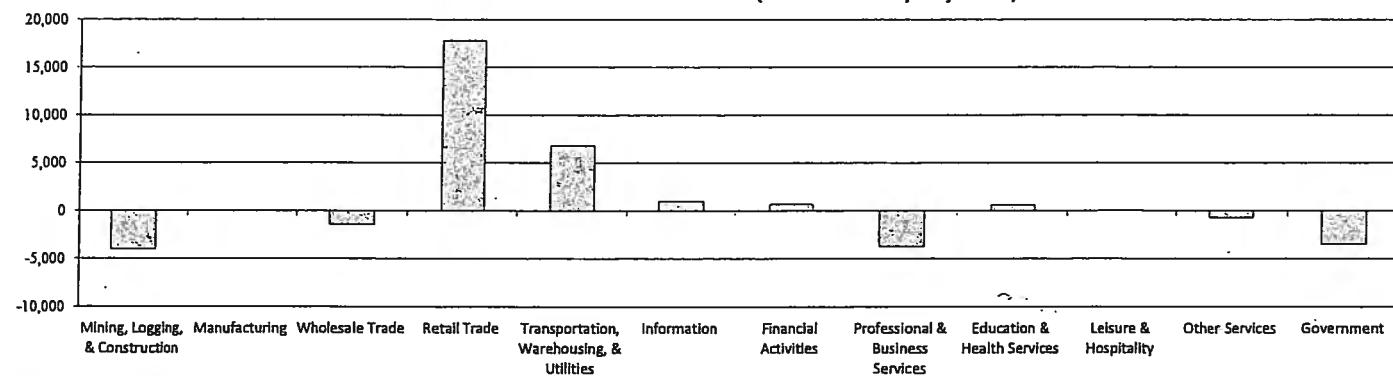 20,000
15,000
10,000
5,000
0
-5,000
-10,000
Mining, Logging, & Construction
Manufacturing
Wholesale Trade
Retail Trade
Transportation, Warehousing, & Utilities
Information
Financial Activities
Professional & Business Services
Education & Health Services
Leisure & Hospitality
Other Services
Government